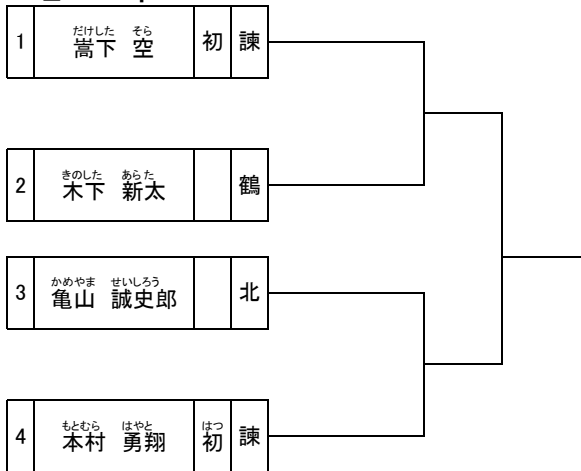 1 嵩下 空 初 諫
だけした そら
2 木下 新太 鶴
きのした あらた
3 亀山 誠史郎 北
かめやま せいしろう
4 本村 勇翔 初 諫
もとむら はやと はつ